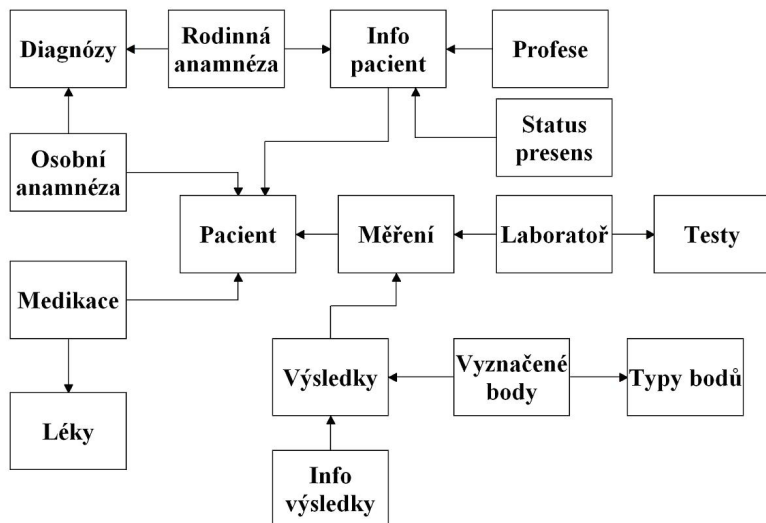 Diagnózy
Rodinná
anamnéza
Info
pacient
Profese
Status
presens
Osobní
anamnéza
Pacient
Měření
Laboratoř
Testy
Medikace
Výsledky
Vyznačené
body
Typy bodů
Léky
Info
výsledky